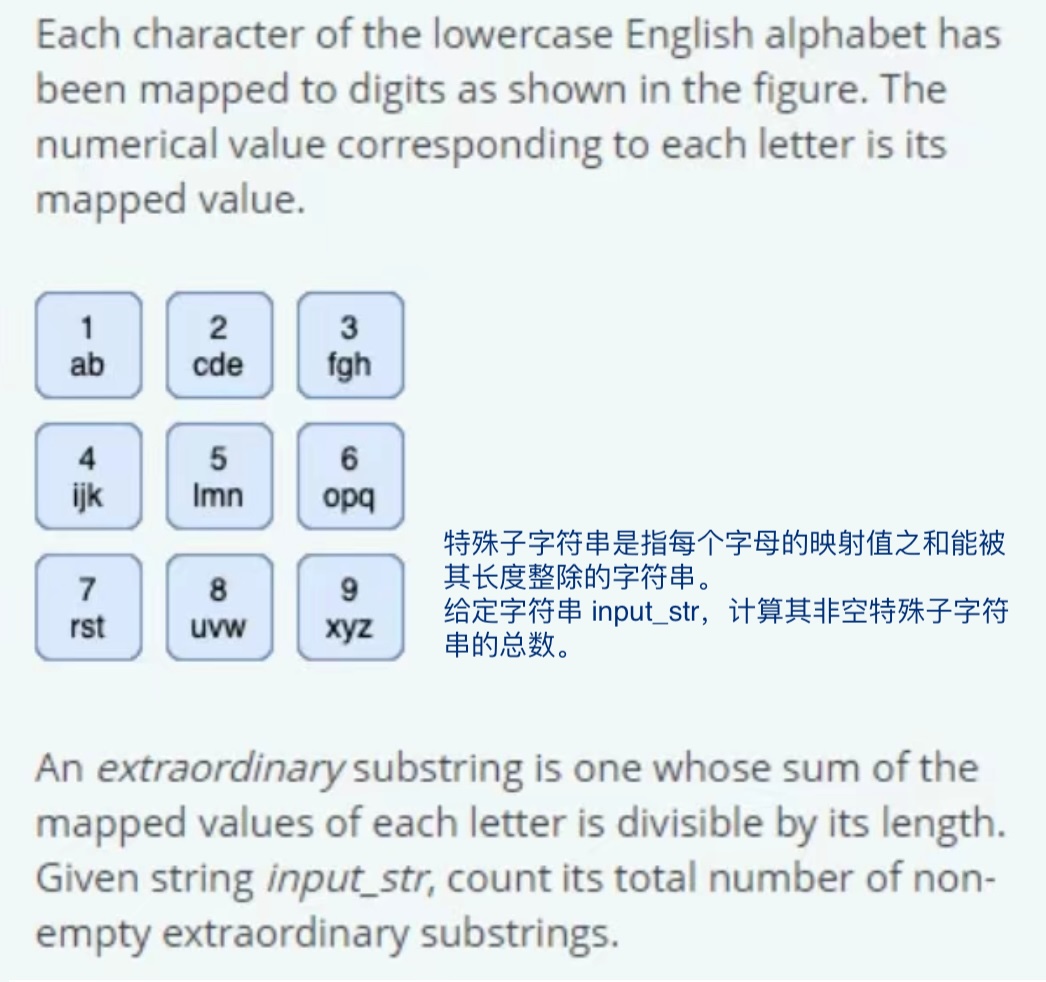 Each character of the lowercase English alphabet has
been mapped to digits as shown in the figure. The
numerical value corresponding to each letter is its
mapped value.
1
ab
2
cde
3
fgh
4
ijk
5
lmn
6
opq
7
rst
8
uvw
9
xyz
特殊子字符串是指每个字母的映射值之和能被
其长度整除的字符串。
给定字符串 input_str，计算其非空特殊子字符
串的总数。
An extraordinary substring is one whose sum of the
mapped values of each letter is divisible by its length.
Given string input_str, count its total number of non-
empty extraordinary substrings.